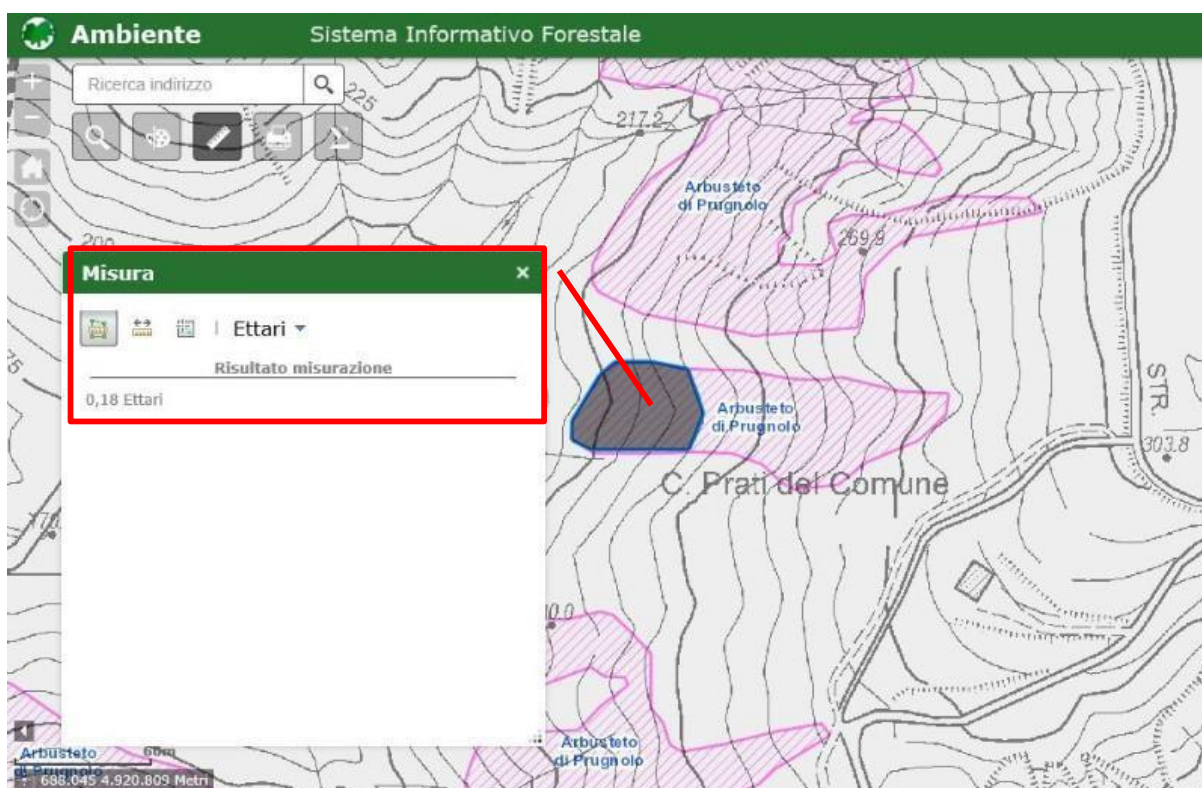 Ambiente Sistema Informativo Forestale
Ricerca indirizzo
225
217.2
Arbusteto
di Prugnolo
200
269.9
Misura
Ettari
Risultato misurazione
0,18 Ettari
STR.
Arbusteto
di Prugnolo
303.8
C. Prati del Comune
Arbusteto
di Prugnolo
Arbusteto
di Prugnolo
60m
688.045 4.920.809 Metri